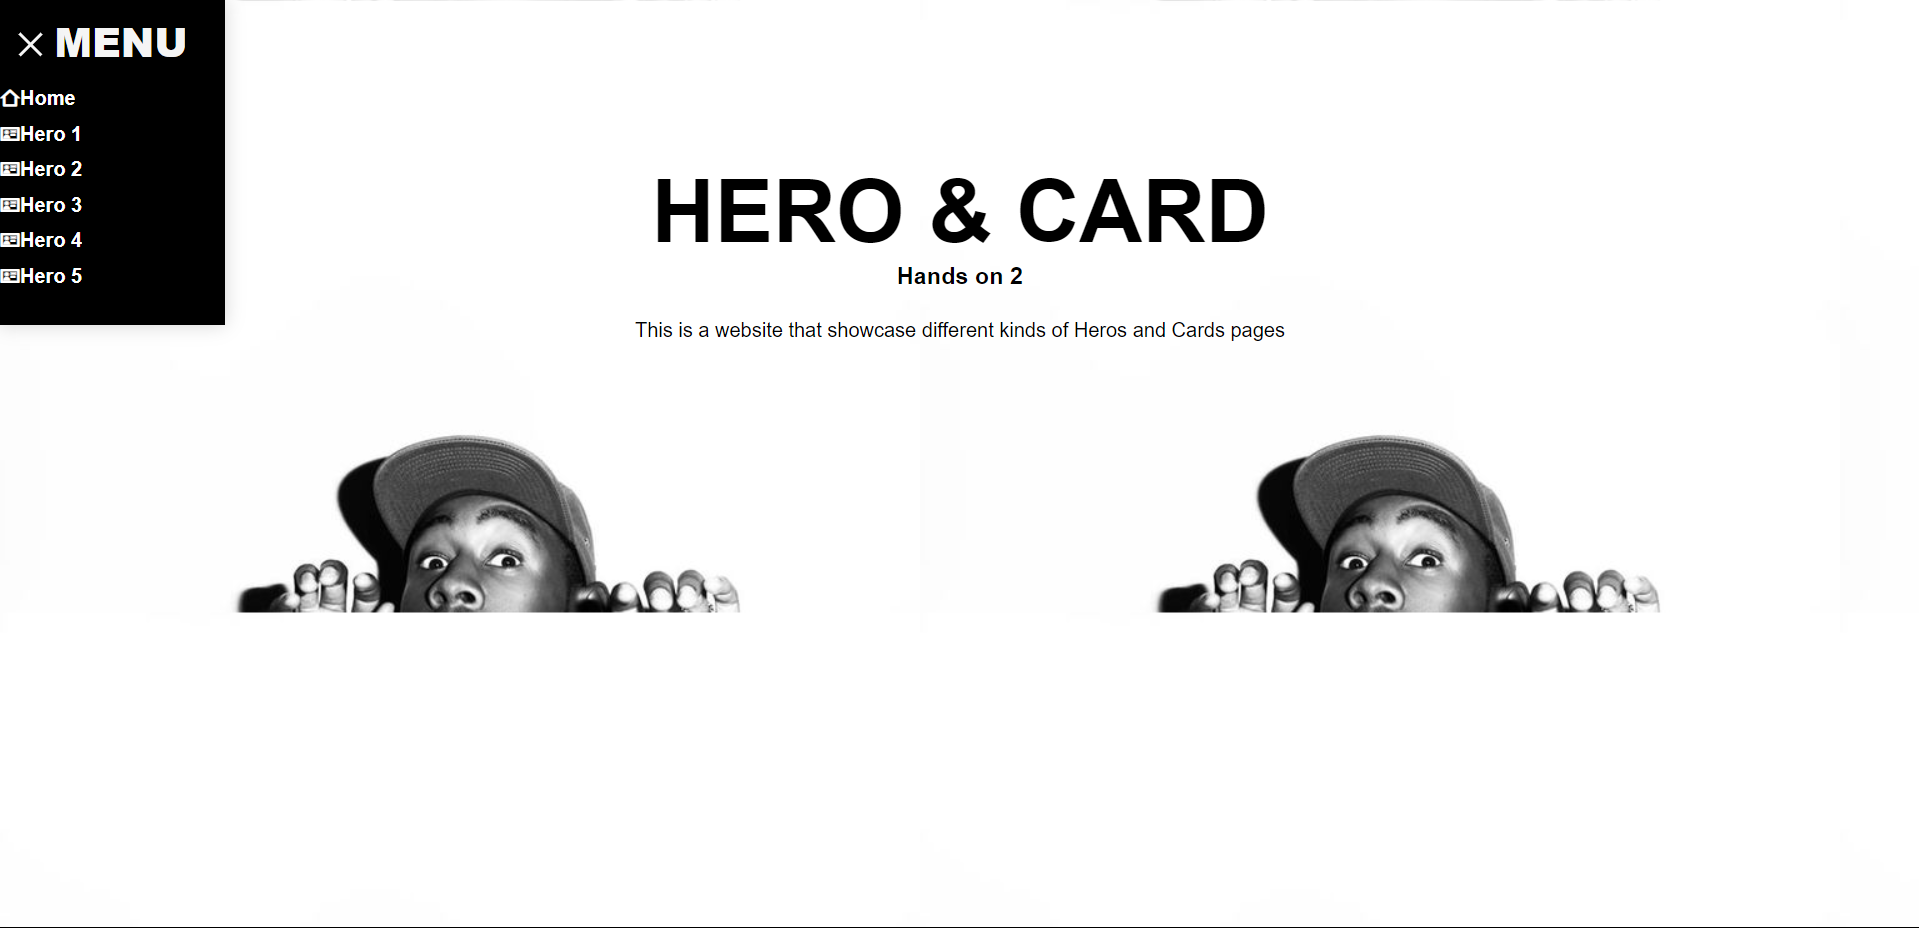 MENU
Home
Hero 1
Hero 2
Hero 3
Hero 4
Hero 5
HERO & CARD
Hands on 2
This is a website that showcase different kinds of Heros and Cards pages